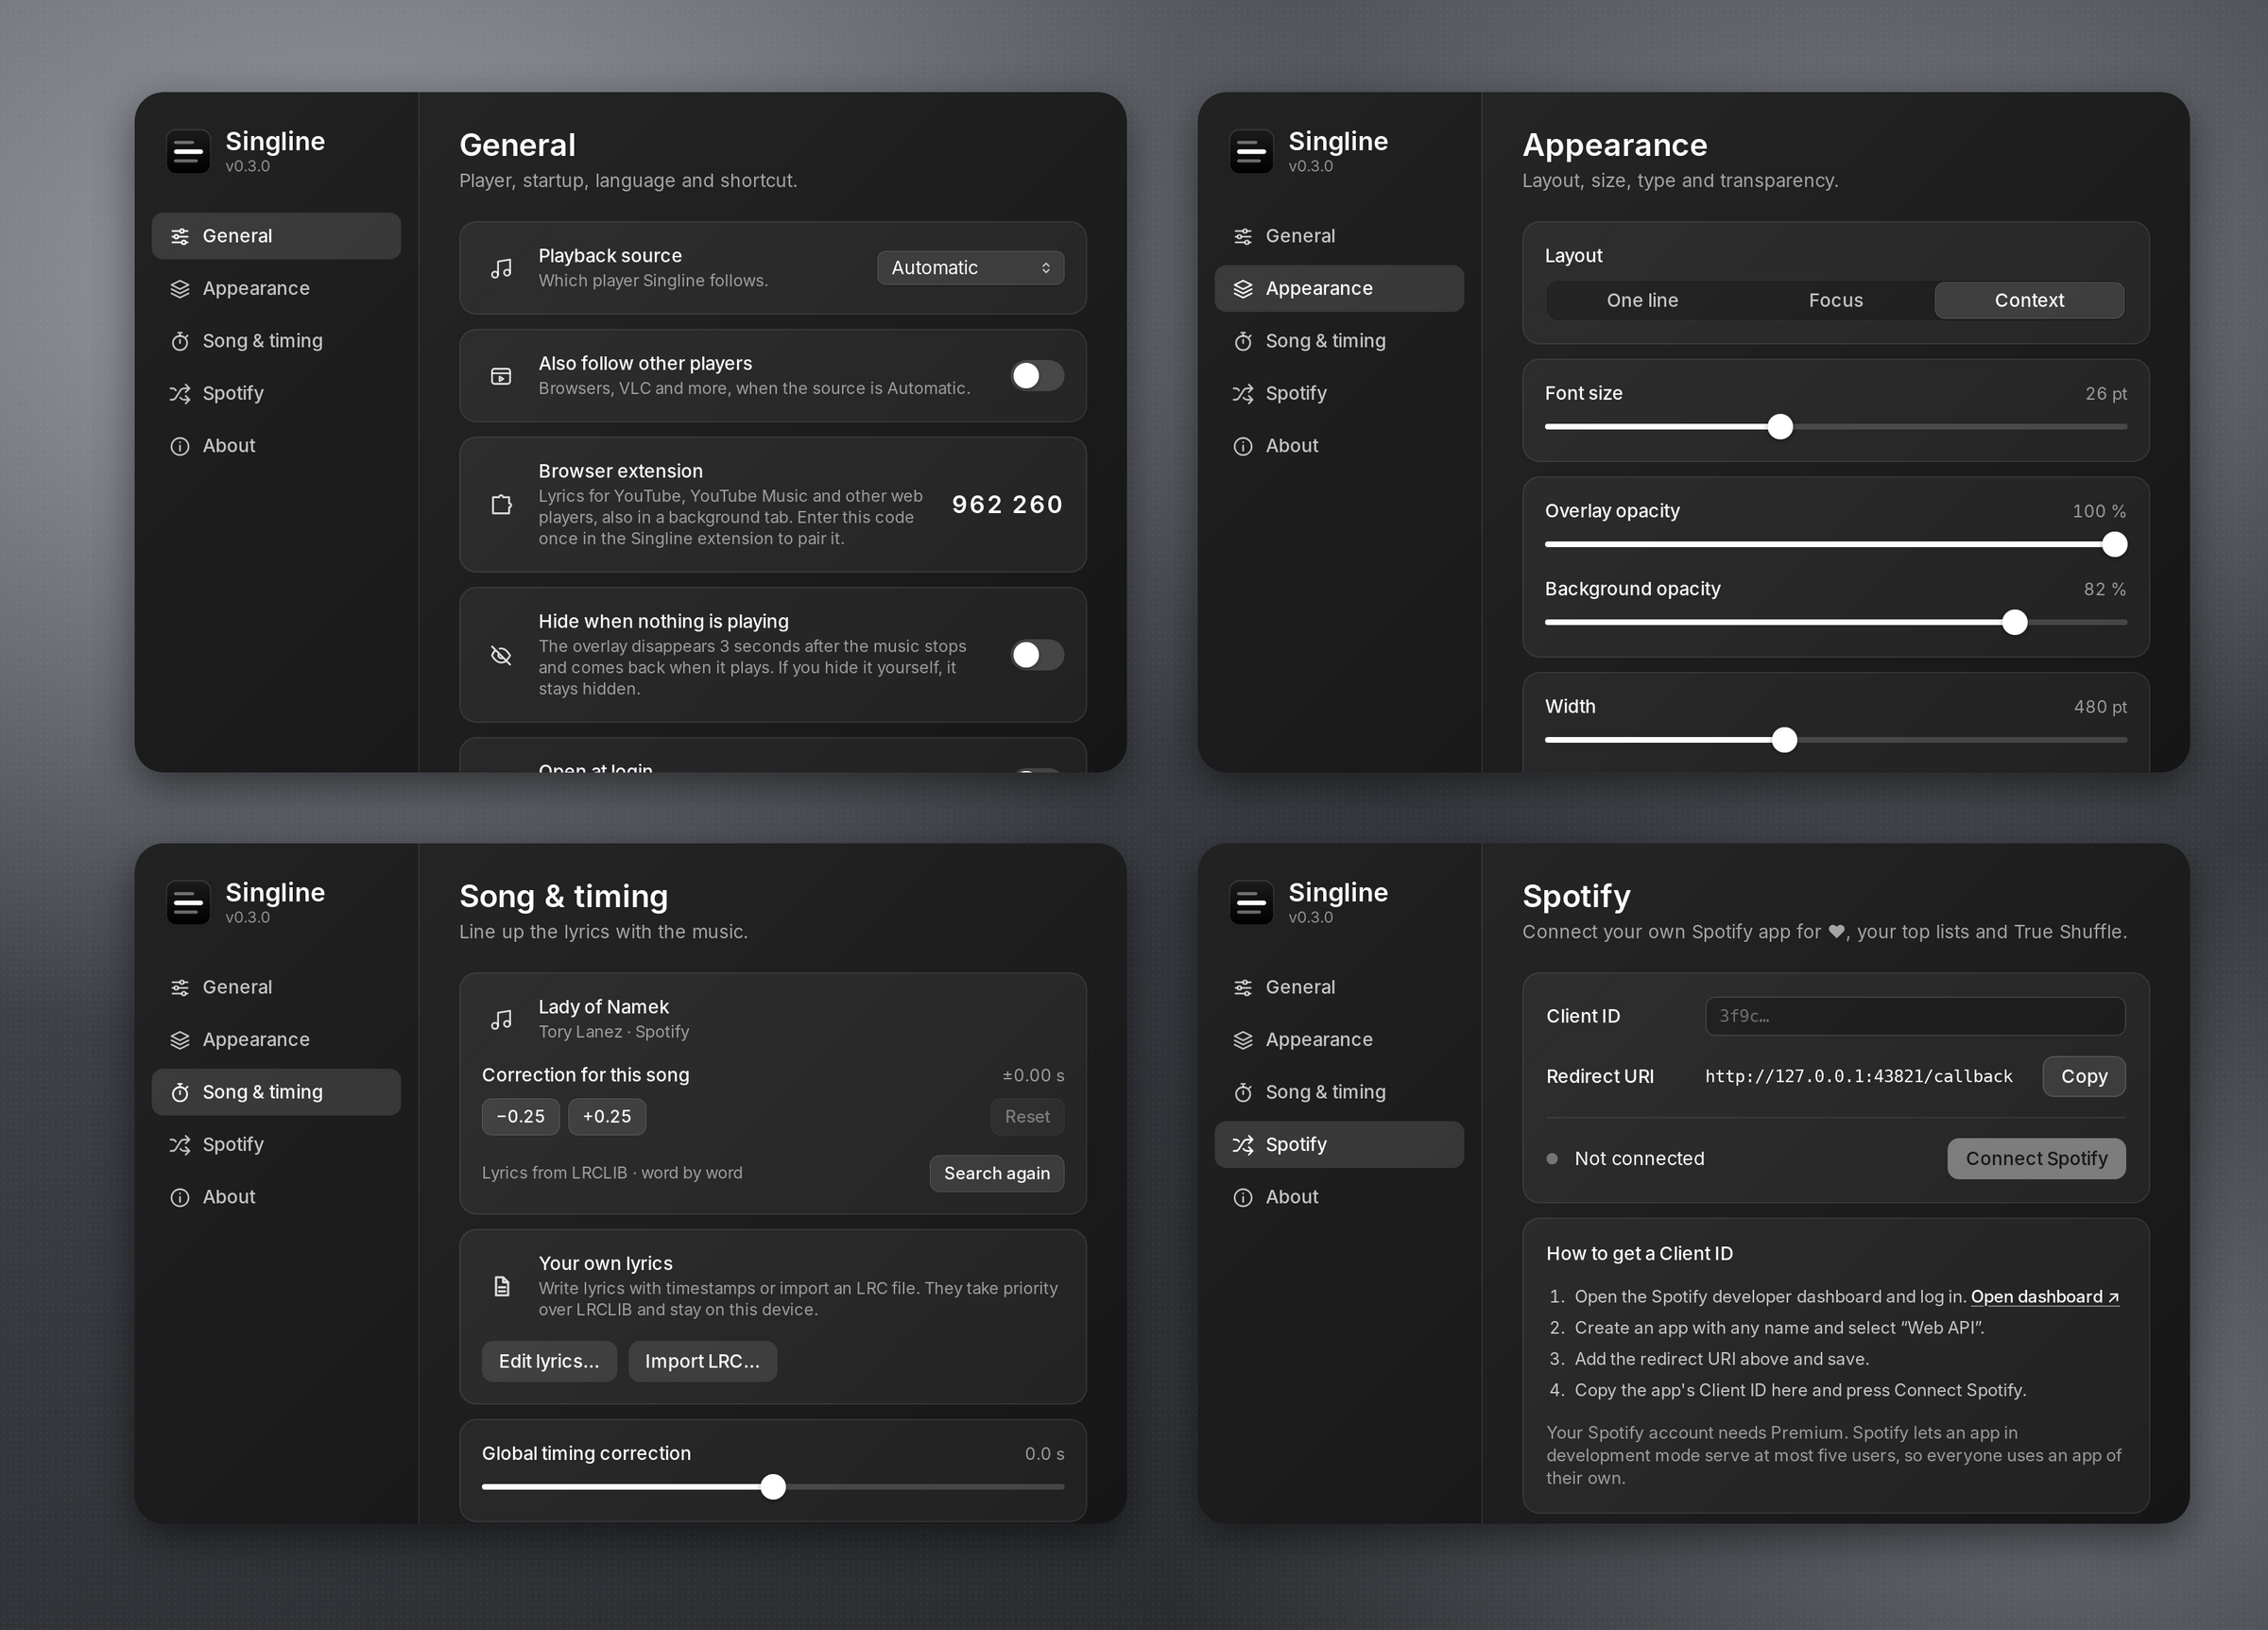 Singline
v0.3.0
General
Appearance
Song & timing
Spotify
About
General
Player, startup, language and shortcut.
Playback source
Which player Singline follows.
Automatic
Also follow other players
Browsers, VLC and more, when the source is Automatic.
Browser extension
Lyrics for YouTube, YouTube Music and other web
players, also in a background tab. Enter this code
once in the Singline extension to pair it.
962 260
Hide when nothing is playing
The overlay disappears 3 seconds after the music stops
and comes back when it plays. If you hide it yourself, it
stays hidden.
Open at login
Singline
v0.3.0
General
Appearance
Song & timing
Spotify
About
Appearance
Layout, size, type and transparency.
Layout
One line
Focus
Context
Font size
26 pt
Overlay opacity
100 %
Background opacity
82 %
Width
480 pt
Singline
v0.3.0
General
Appearance
Song & timing
Spotify
About
Song & timing
Line up the lyrics with the music.
Lady of Namek
Tory Lanez · Spotify
Correction for this song
±0.00 s
−0.25
+0.25
Reset
Lyrics from LRCLIB · word by word
Search again
Your own lyrics
Write lyrics with timestamps or import an LRC file. They take priority
over LRCLIB and stay on this device.
Edit lyrics…
Import LRC…
Global timing correction
0.0 s
Singline
v0.3.0
General
Appearance
Song & timing
Spotify
About
Spotify
Connect your own Spotify app for ♥, your top lists and True Shuffle.
Client ID
3f9c…
Redirect URI
http://127.0.0.1:43821/callback
Copy
Not connected
Connect Spotify
How to get a Client ID
1. Open the Spotify developer dashboard and log in. Open dashboard ↗
2. Create an app with any name and select “Web API”.
3. Add the redirect URI above and save.
4. Copy the app's Client ID here and press Connect Spotify.
Your Spotify account needs Premium. Spotify lets an app in
development mode serve at most five users, so everyone uses an app of
their own.